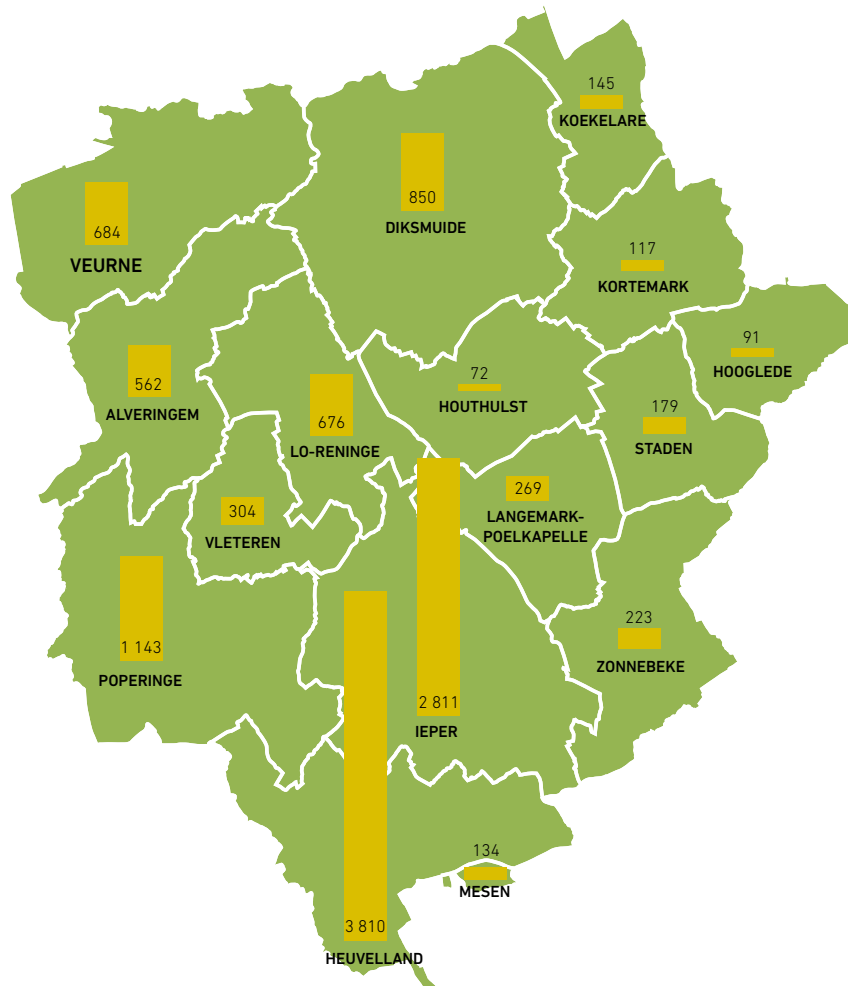 145
KOEKELARE
850
DIKSMUIDE
684
VEURNE
117
KORTEMARK
91
HOOGLEDE
562
ALVERINGEM
72
HOUTHULST
676
LO-RENINGE
179
STADEN
269
LANGEMARK-
POELKAPELLE
304
VLETEREN
223
ZONNEBEKE
1 143
POPERINGE
2 811
IEPER
134
MESEN
3 810
HEUVELLAND